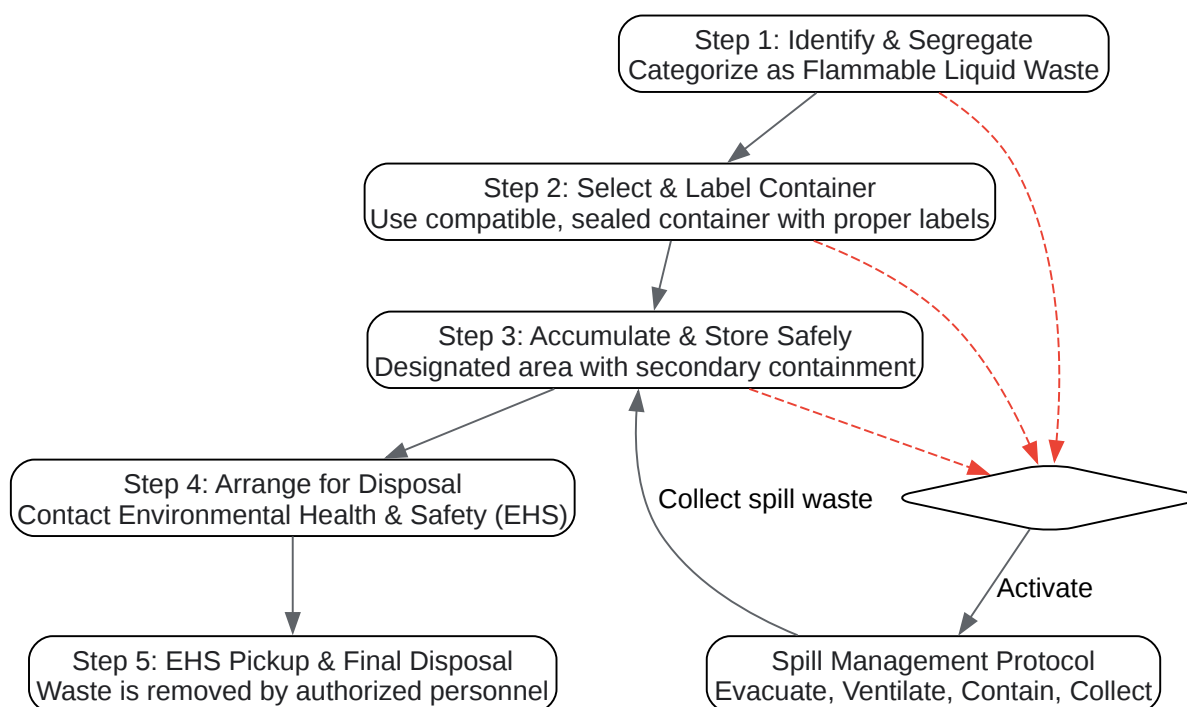 Step 1: Identify & Segregate
Categorize as Flammable Liquid Waste
Step 2: Select & Label Container
Use compatible, sealed container with proper labels
Step 3: Accumulate & Store Safely
Designated area with secondary containment
Step 4: Arrange for Disposal
Contact Environmental Health & Safety (EHS)
Collect spill waste
Activate
Step 5: EHS Pickup & Final Disposal
Waste is removed by authorized personnel
Spill Management Protocol
Evacuate, Ventilate, Contain, Collect